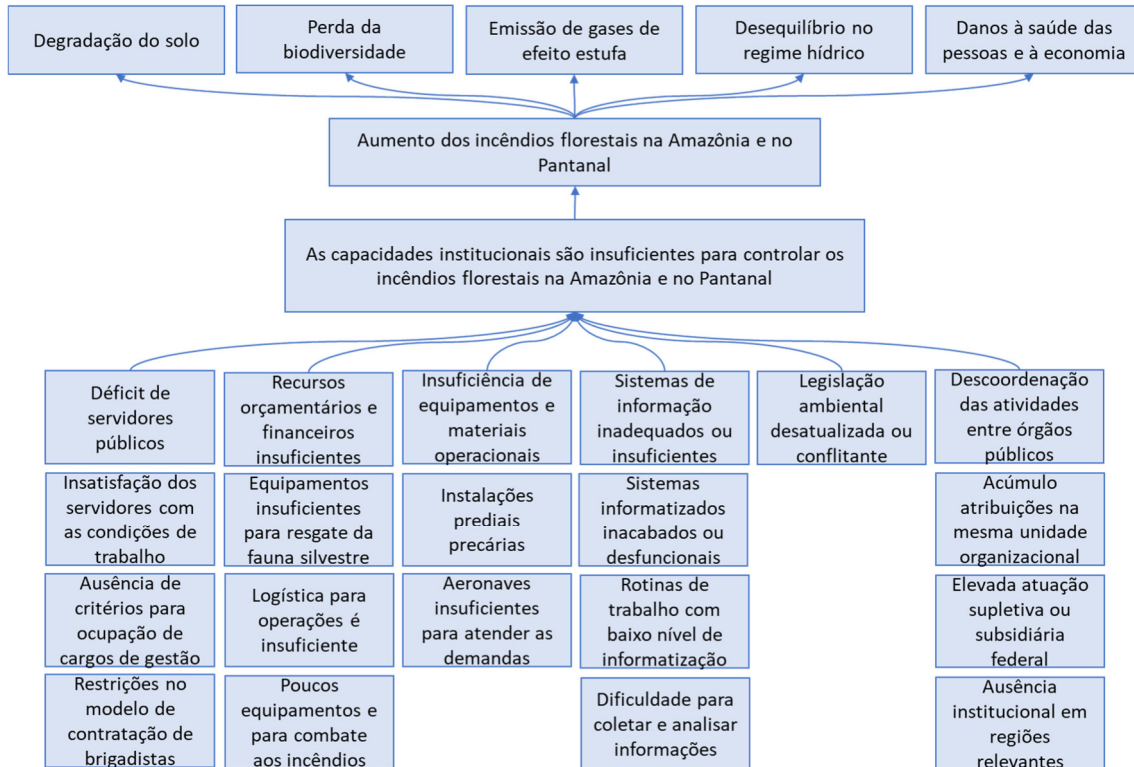 Degradação do solo
Perda da
biodiversidade
Emissão de gases de
efeito estufa
Desequilíbrio no
regime hídrico
Danos à saúde das
pessoas e à economia
Aumento dos incêndios florestais na Amazônia e no
Pantanal
As capacidades institucionais são insuficientes para controlar os
incêndios florestais na Amazônia e no Pantanal
Déficit de
servidores
públicos
Recursos
orçamentários e
financeiros
insuficientes
Insuficiência de
equipamentos e
materiais
operacionais
Sistemas de
informação
inadequados ou
insuficientes
Legislação
ambiental
desatualizada ou
conflitante
Descoordenação
das atividades
entre órgãos
públicos
Insatisfação dos
servidores com
as condições de
trabalho
Equipamentos
insuficientes
para resgate da
fauna silvestre
Instalações
prediais
precárias
Sistemas
informatizados
inacabados ou
desfuncionais
Acúmulo
atribuições na
mesma unidade
organizacional
Ausência de
critérios para
ocupação de
cargos de gestão
Logística para
operações é
insuficiente
Aeronaves
insuficientes
para atender as
demandas
Rotinas de
trabalho com
baixo nível de
informatização
Elevada atuação
supletiva ou
subsidiária
federal
Restrições no
modelo de
contratação de
brigadistas
Poucos
equipamentos e
para combate
aos incêndios
Dificuldade para
coletar e analisar
informações
Ausência
institucional em
regiões
relevantes